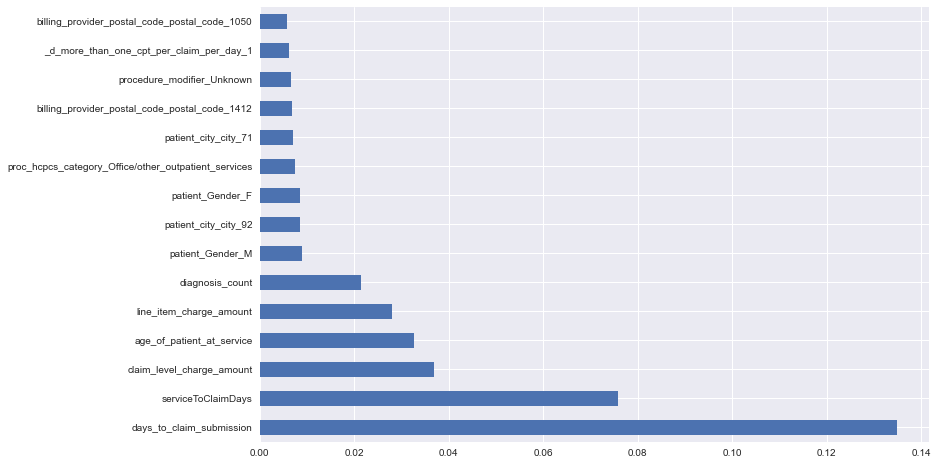 billing_provider_postal_code_postal_code_1050
_d_more_than_one_cpt_per_claim_per_day_1
procedure_modifier_Unknown
billing_provider_postal_code_postal_code_1412
patient_city_city_71
proc_hcpcs_category_Office/other_outpatient_services
patient_Gender_F
patient_city_city_92
patient_Gender_M
diagnosis_count
line_item_charge_amount
age_of_patient_at_service
claim_level_charge_amount
serviceToClaimDays
days_to_claim_submission
0.00 0.02 0.04 0.06 0.08 0.10 0.12 0.14